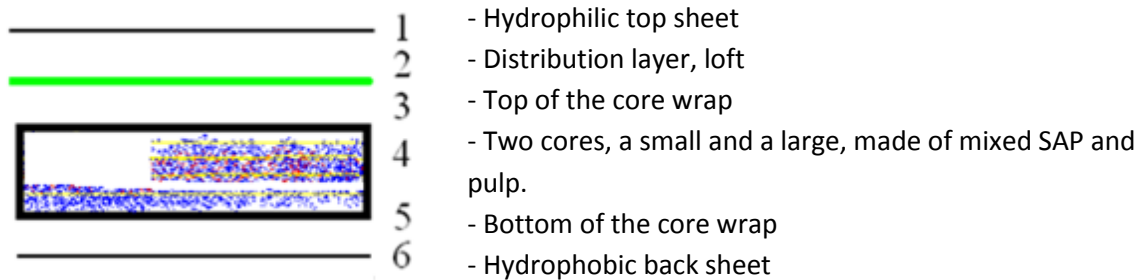 1
2
3
4
5
6
- Hydrophilic top sheet
- Distribution layer, loft
- Top of the core wrap
- Two cores, a small and a large, made of mixed SAP and
pulp.
- Bottom of the core wrap
- Hydrophobic back sheet